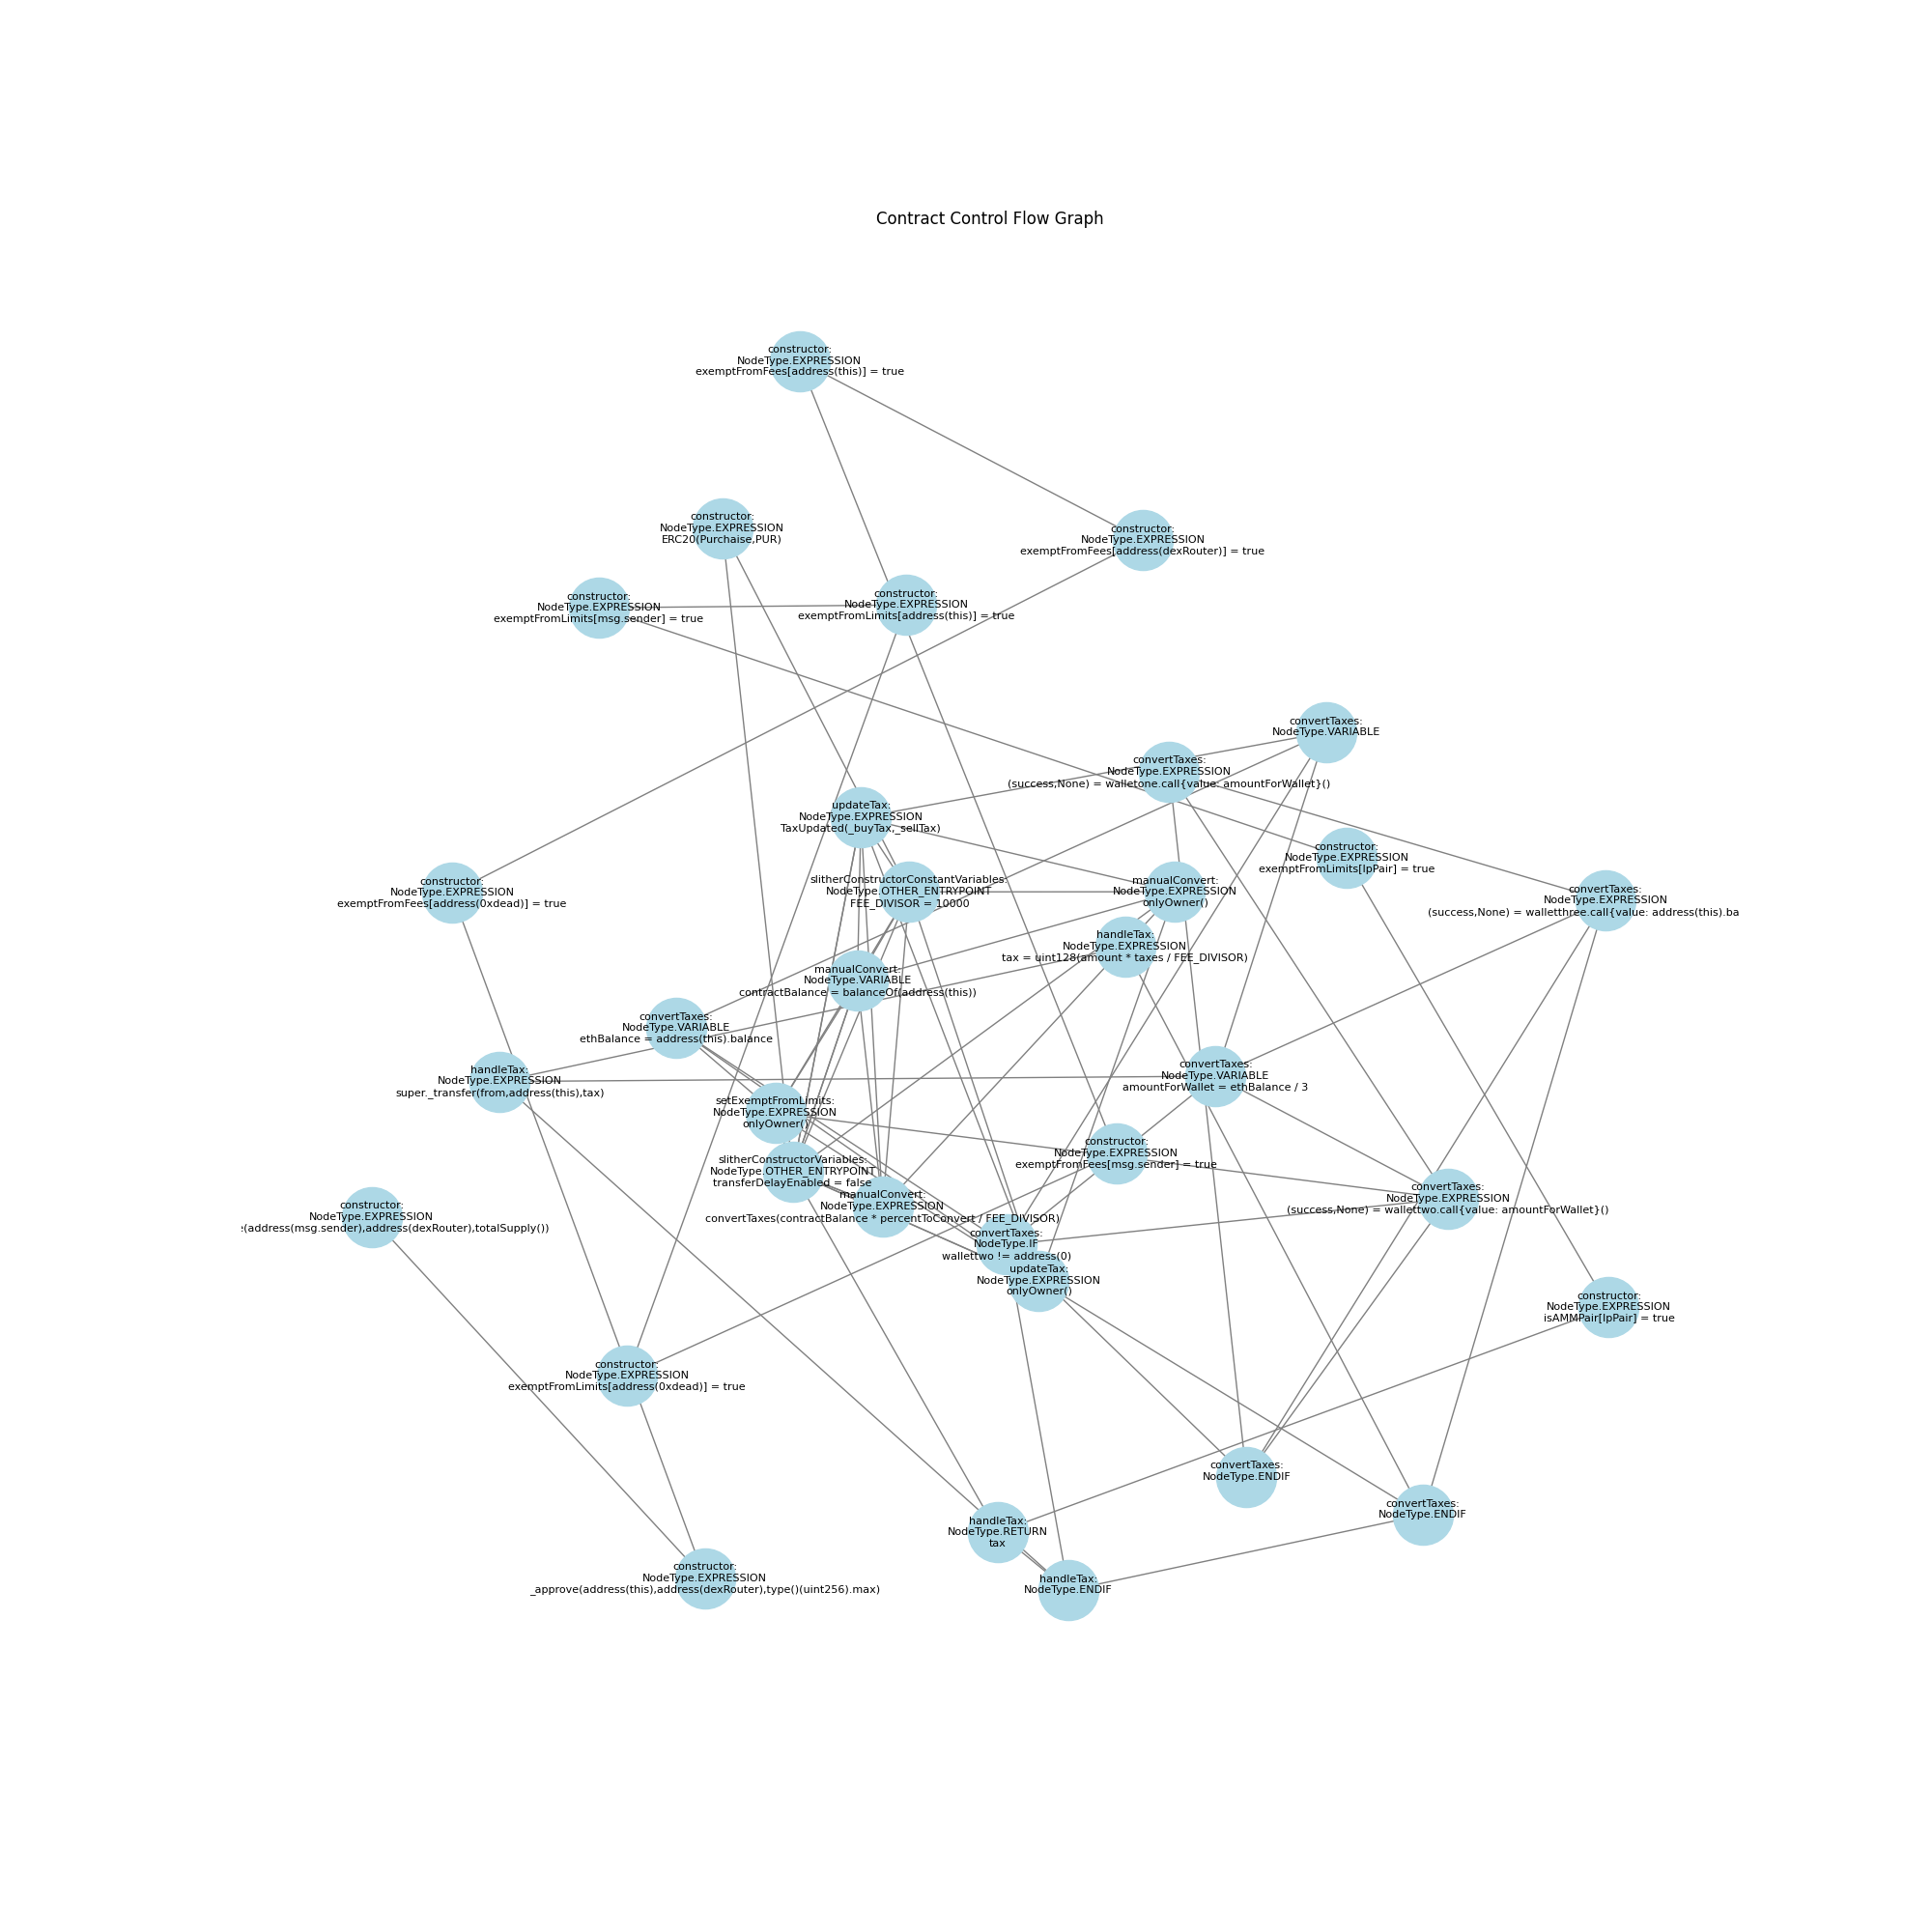 Contract Control Flow Graph
constructor:
NodeType.EXPRESSION
exemptFromFees[address(this)] = true
constructor:
NodeType.EXPRESSION
ERC20(Purchaise,PUR)
constructor:
NodeType.EXPRESSION
exemptFromFees[address(dexRouter)] = true
constructor:
NodeType.EXPRESSION
exemptFromLimits[msg.sender] = true
constructor:
NodeType.EXPRESSION
exemptFromLimits[address(this)] = true
convertTaxes:
NodeType.VARIABLE
convertTaxes:
NodeType.EXPRESSION
(success,None) = walletone.call{value: amountForWallet}()
updateTax:
NodeType.EXPRESSION
TaxUpdated(_buyTax,_sellTax)
constructor:
NodeType.EXPRESSION
exemptFromLimits[lpPair] = true
slitherConstructorConstantVariables:
NodeType.OTHER_ENTRYPOINT
FEE_DIVISOR = 10000
manualConvert:
NodeType.EXPRESSION
onlyOwner()
constructor:
NodeType.EXPRESSION
exemptFromFees[address(0xdead)] = true
convertTaxes:
NodeType.EXPRESSION
(success,None) = walletthree.call{value: address(this).ba
handleTax:
NodeType.EXPRESSION
tax = uint128(amount * taxes / FEE_DIVISOR)
manualConvert:
NodeType.VARIABLE
contractBalance = balanceOf(address(this))
convertTaxes:
NodeType.VARIABLE
ethBalance = address(this).balance
handleTax:
NodeType.EXPRESSION
super._transfer(from,address(this),tax)
convertTaxes:
NodeType.VARIABLE
amountForWallet = ethBalance / 3
setExemptFromLimits:
NodeType.EXPRESSION
onlyOwner()
constructor:
NodeType.EXPRESSION
exemptFromFees[msg.sender] = true
slitherConstructorVariables:
NodeType.OTHER_ENTRYPOINT
transferDelayEnabled = false
manualConvert:
NodeType.EXPRESSION
convertTaxes(contractBalance * percentToConvert / FEE_DIVISOR)
convertTaxes:
NodeType.EXPRESSION
(success,None) = wallettwo.call{value: amountForWallet}()
constructor:
NodeType.EXPRESSION
:(address(msg.sender),address(dexRouter),totalSupply())
convertTaxes:
NodeType.IF
wallettwo != address(0)
updateTax:
NodeType.EXPRESSION
onlyOwner()
constructor:
NodeType.EXPRESSION
isAMMPair[lpPair] = true
constructor:
NodeType.EXPRESSION
exemptFromLimits[address(0xdead)] = true
convertTaxes:
NodeType.ENDIF
convertTaxes:
NodeType.ENDIF
handleTax:
NodeType.RETURN
tax
constructor:
NodeType.EXPRESSION
_approve(address(this),address(dexRouter),type()(uint256).max)
handleTax:
NodeType.ENDIF